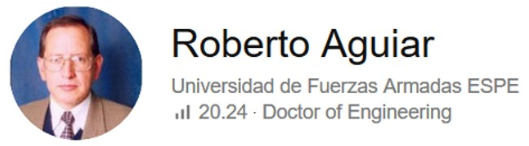 Roberto Aguiar
Universidad de Fuerzas Armadas ESPE
20.24 · Doctor of Engineering